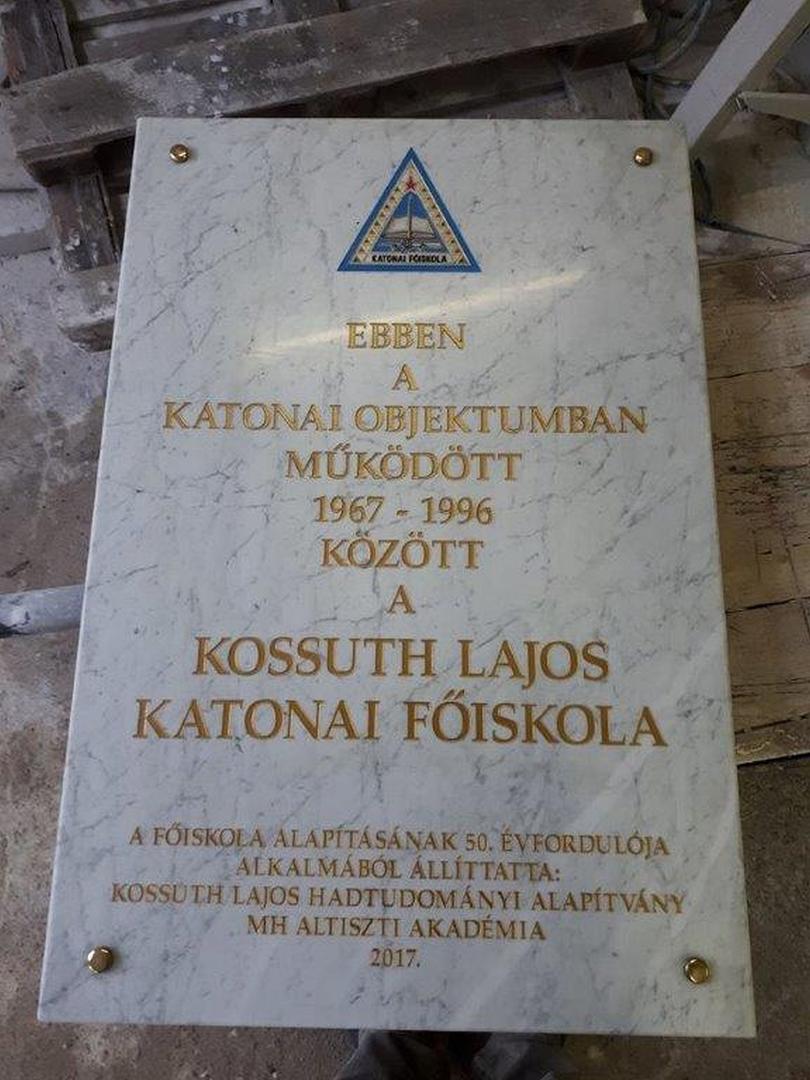 KATONAI FŐISKOLA
EBBEN
A
KATONAI OBJEKTUMBAN
MŰKÖDÖTT
1967 - 1996
KÖZÖTT
A
KOSSUTH LAJOS
KATONAI FŐISKOLA
A FŐISKOLA ALAPÍTÁSÁNAK 50. ÉVFORDULÓJA
ALKALMÁBÓL ÁLLÍTTATTA:
KOSSUTH LAJOS HADTUDOMÁNYI ALAPÍTVÁNY
MH ALTISZTI AKADÉMIA
2017.